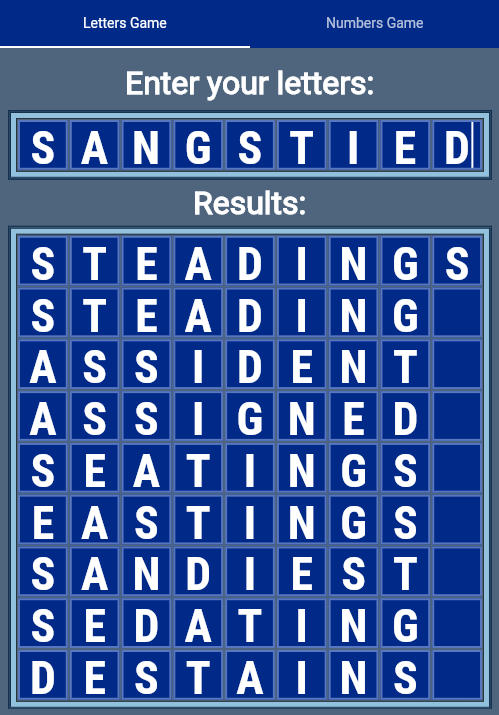 Letters Game Numbers Game
Enter your letters:
SANGSTIED
Results:
STEADINGS
STEADING
ASSIDENT
ASSIGNED
SEATINGS
EASTINGS
SANDIEST
SEDATING
DESTAINS